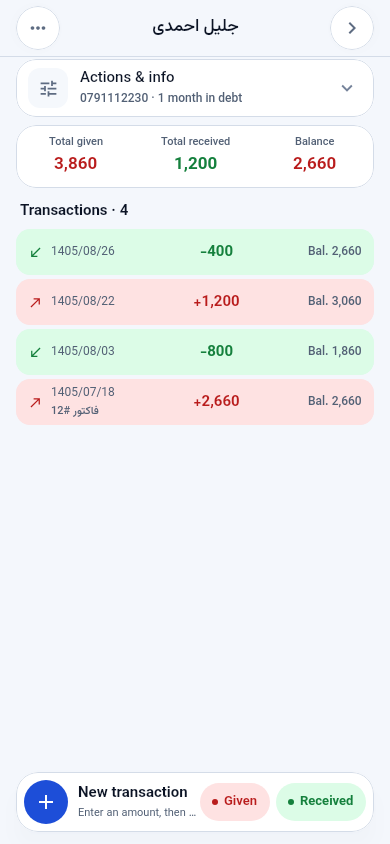 جلیل احمدی
Actions & info
0791112230 · 1 month in debt
Total given Total received Balance
3,860 1,200 2,660
Transactions · 4
1405/08/26 -400 Bal. 2,660
1405/08/22 +1,200 Bal. 3,060
1405/08/03 -800 Bal. 1,860
1405/07/18 +2,660 Bal. 2,660
فاکتور #12
New transaction Given Received
Enter an amount, then ...